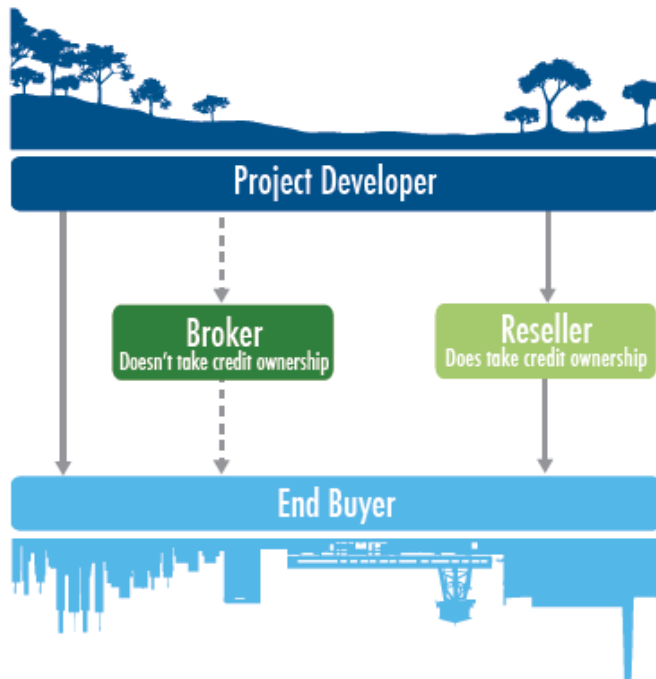 Project Developer
Broker
Doesn't take credit ownership
Reseller
Does take credit ownership
End Buyer